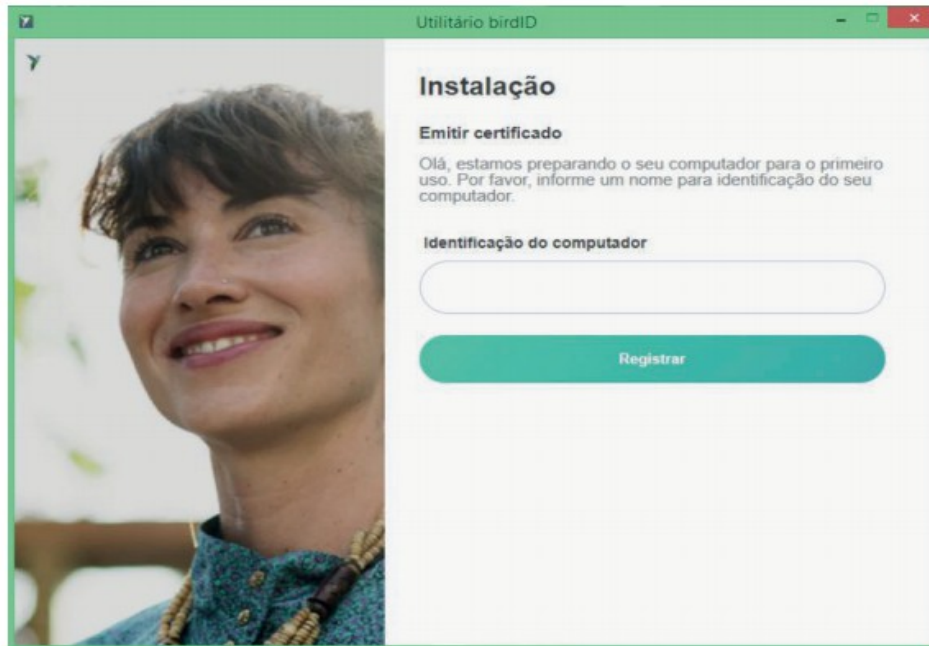 Utilitário birdID
Instalação
Emitir certificado
Olá, estamos preparando o seu computador para o primeiro
uso. Por favor, informe um nome para identificação do seu
computador.
Identificação do computador
Registrar